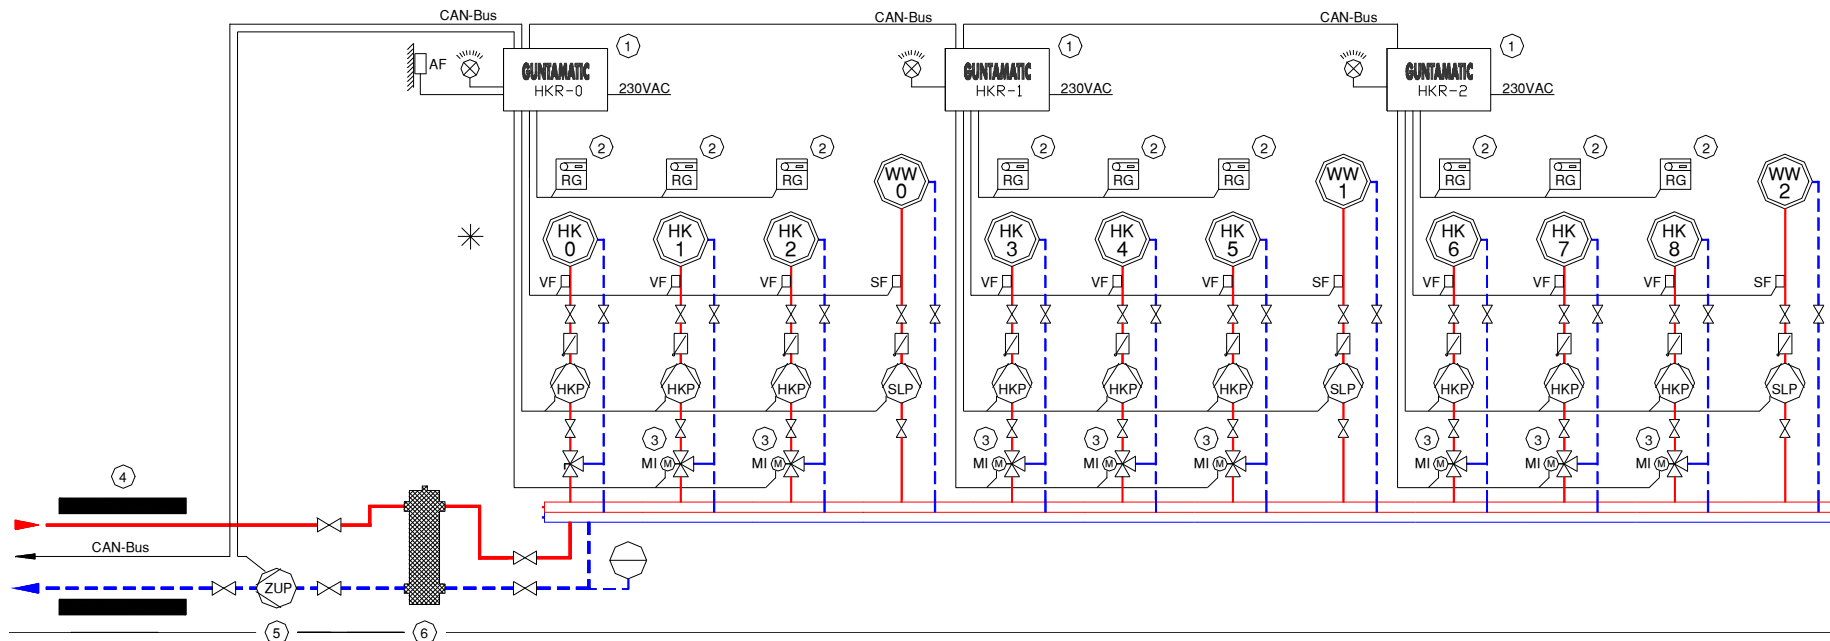 CAN-Bus CAN-Bus CAN-Bus
1 1 1
AF
GUNTAMATIC GUNTAMATIC GUNTAMATIC
HKR-0 230VAC HKR-1 230VAC HKR-2 230VAC
2 2 2 2 2 2 2 2 2
RG RG RG WW RG RG RG WW RG RG RG WW
0 1 2
HK HK HK HK HK HK HK HK HK
0 1 2 3 4 5 6 7 8
VF VF VF SF VF VF VF SF VF VF VF SF
HKP HKP HKP SLP HKP HKP HKP SLP HKP HKP HKP SLP
3 3 3 3 3 3 3 3
MI M MI M MI M MI M MI M MI M MI M MI M
4
CAN-Bus
ZUP
5 6